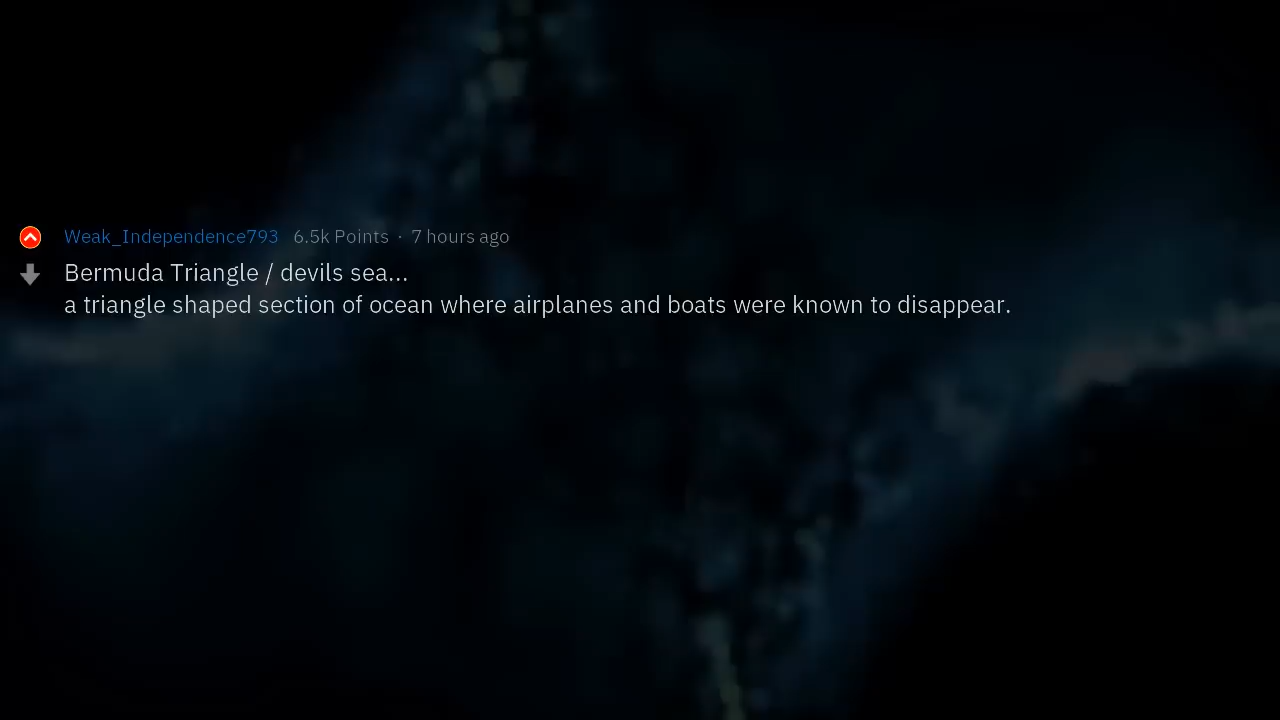 Weak_Independence793 6.5k Points · 7 hours ago
Bermuda Triangle / devils sea...
a triangle shaped section of ocean where airplanes and boats were known to disappear.